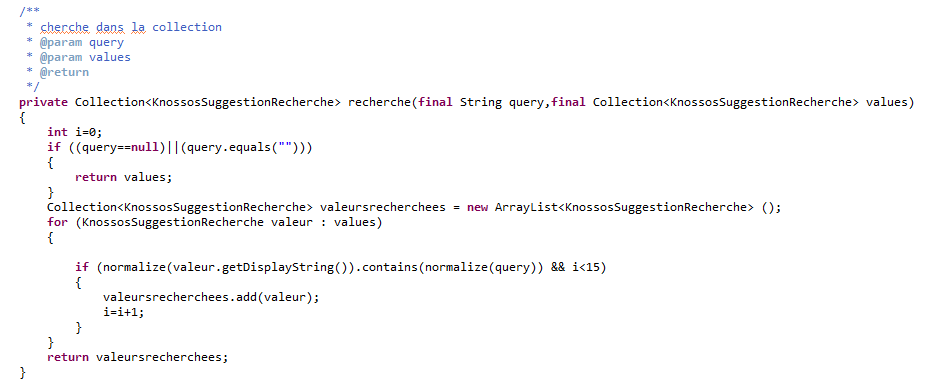 /**
 * cherche dans la collection
 * @param query
 * @param values
 * @return
 */
private Collection<KnossosSuggestionRecherche> recherche(final String query,final Collection<KnossosSuggestionRecherche> values)
{
    int i=0;
    if ((query==null)||(query.equals("")))
    {
        return values;
    }
    Collection<KnossosSuggestionRecherche> valeursrecherchees = new ArrayList<KnossosSuggestionRecherche> ();
    for (KnossosSuggestionRecherche valeur : values)
    {
        if (normalize(valeur.getDisplayString()).contains(normalize(query)) && i<15)
        {
            valeursrecherchees.add(valeur);
            i=i+1;
        }
    }
    return valeursrecherchees;
}